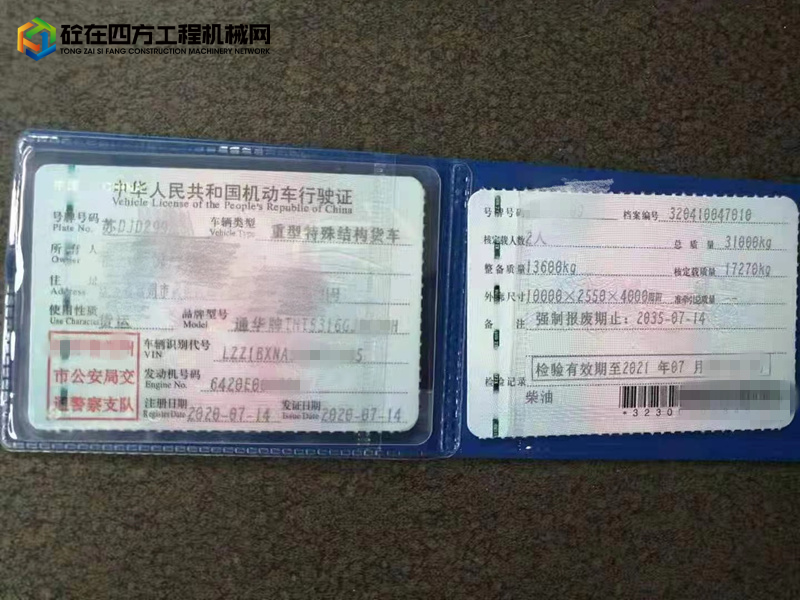 砼在四方工程机械网
TONG ZAI SI FANG CONSTRUCTION MACHINERY NETWORK
中华人民共和国机动车行驶证
Vehicle License of the People's Republic of China
号牌号码 苏DJD290 车辆类型 重型特殊结构货车
Plate No. Vehicle Type
所有人
Owner
住址
Address 号
使用性质 货运 品牌型号 通华牌THT5316G
Use Character Model
车辆识别代号 LZZ1BXNA
VIN
发动机号码 6420E0
Engine No.
市公安局交
通警察支队
注册日期 2020-07-14 发证日期 2020-07-14
Register Date Issue Date
号牌号码 档案编号 320410047010
核定载人数 2人 总质量 31000kg
整备质量 13600kg 核定载质量 17270kg
外廓尺寸 10000×2550×4000mm 准牵引总质量 --
备注 强制报废期止:2035-07-14
检验记录 检验有效期至2021年07月
柴油
*3230